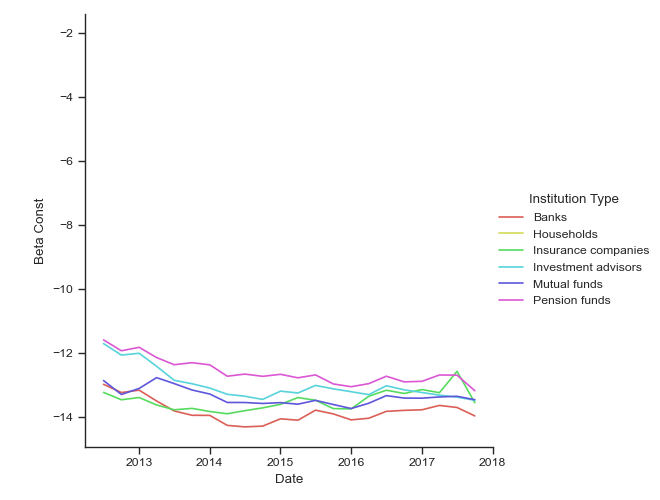 −2
−4
−6
−8
−10
−12
−14
Beta Const
2013
2014
2015
2016
2017
2018
Date
Institution Type
Banks
Households
Insurance companies
Investment advisors
Mutual funds
Pension funds